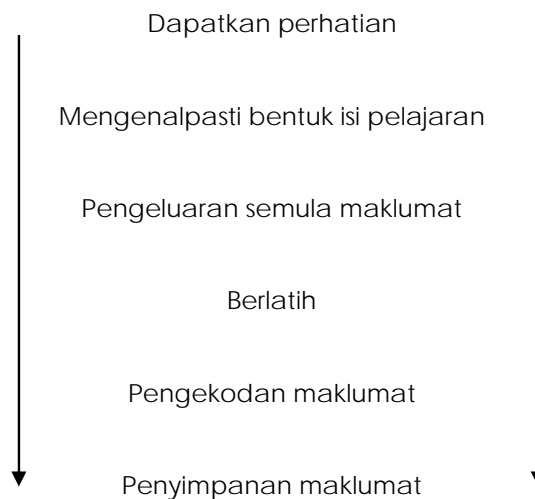 Dapatkan perhatian
Mengenalpasti bentuk isi pelajaran
Pengeluaran semula maklumat
Berlatih
Pengekodan maklumat
Penyimpanan maklumat